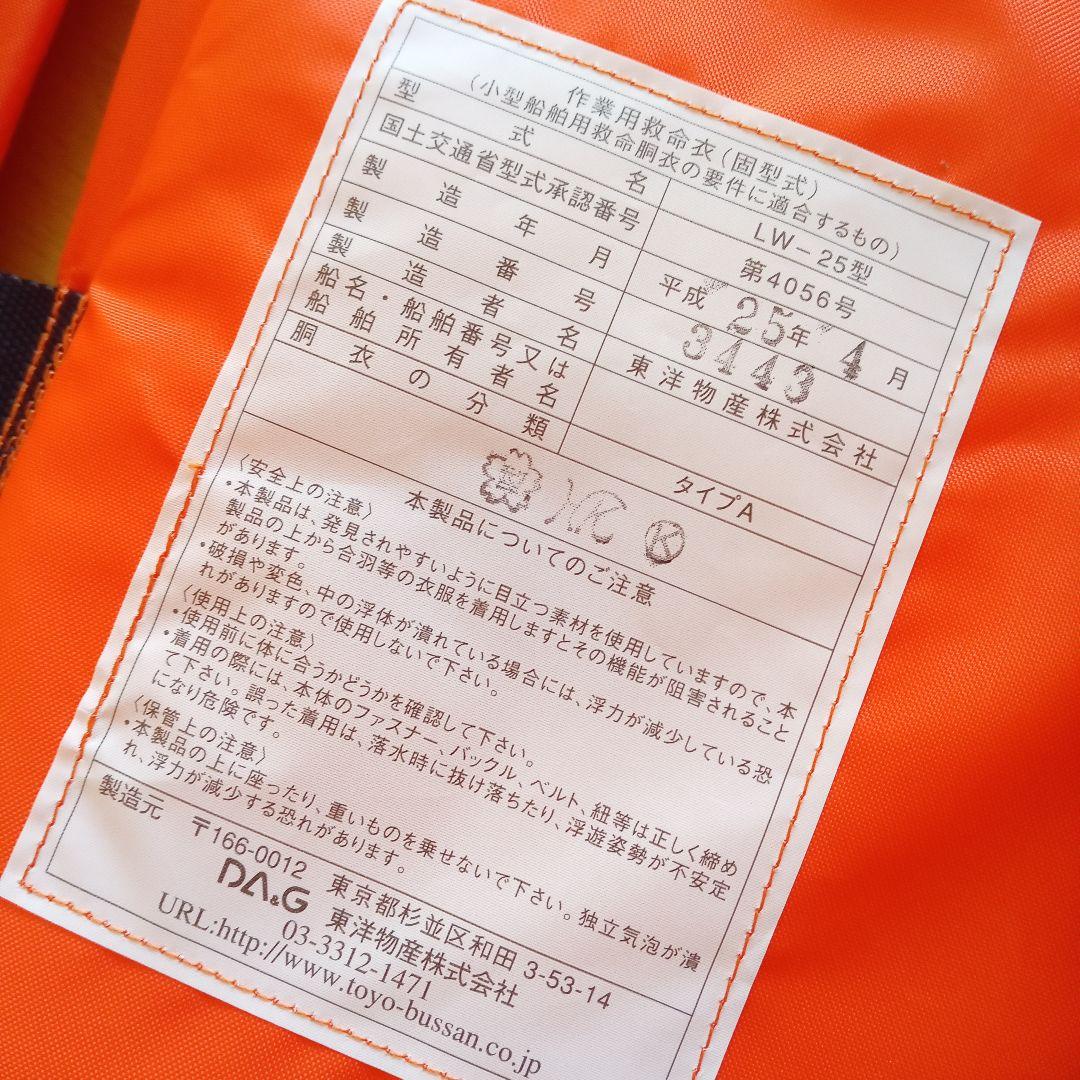 作業用救命衣(固型式)
(小型船舶用救命胴衣の要件に適合するもの)
型式名 LW-25型
国土交通省型式承認番号 第4056号
製造年月 平成25年4月
製造番号 3443
製造者名 東洋物産株式会社
船名・船舶番号又は
船舶所有者名
胴衣の分類 タイプA
桜 K
本製品についてのご注意
〈安全上の注意〉
・本製品は、発見されやすいように目立つ素材を使用していますので、本
製品の上から合羽等の衣服を着用しますとその機能が阻害されること
があります。
・破損や変色、中の浮体が潰れている場合には、浮力が減少している恐
れがありますので使用しないで下さい。
〈使用上の注意〉
・使用前に体に合うかどうかを確認して下さい。
・着用の際には、本体のファスナー、バックル、ベルト、紐等は正しく締め
て下さい。誤った着用は、落水時に抜け落ちたり、浮遊姿勢が不安定
になり危険です。
〈保管上の注意〉
・本製品の上に座ったり、重いものを乗せないで下さい。独立気泡が潰
れ、浮力が減少する恐れがあります。
製造元 〒166-0012 東京都杉並区和田 3-53-14
DA&G 東洋物産株式会社
03-3312-1471
URL:http://www.toyo-bussan.co.jp